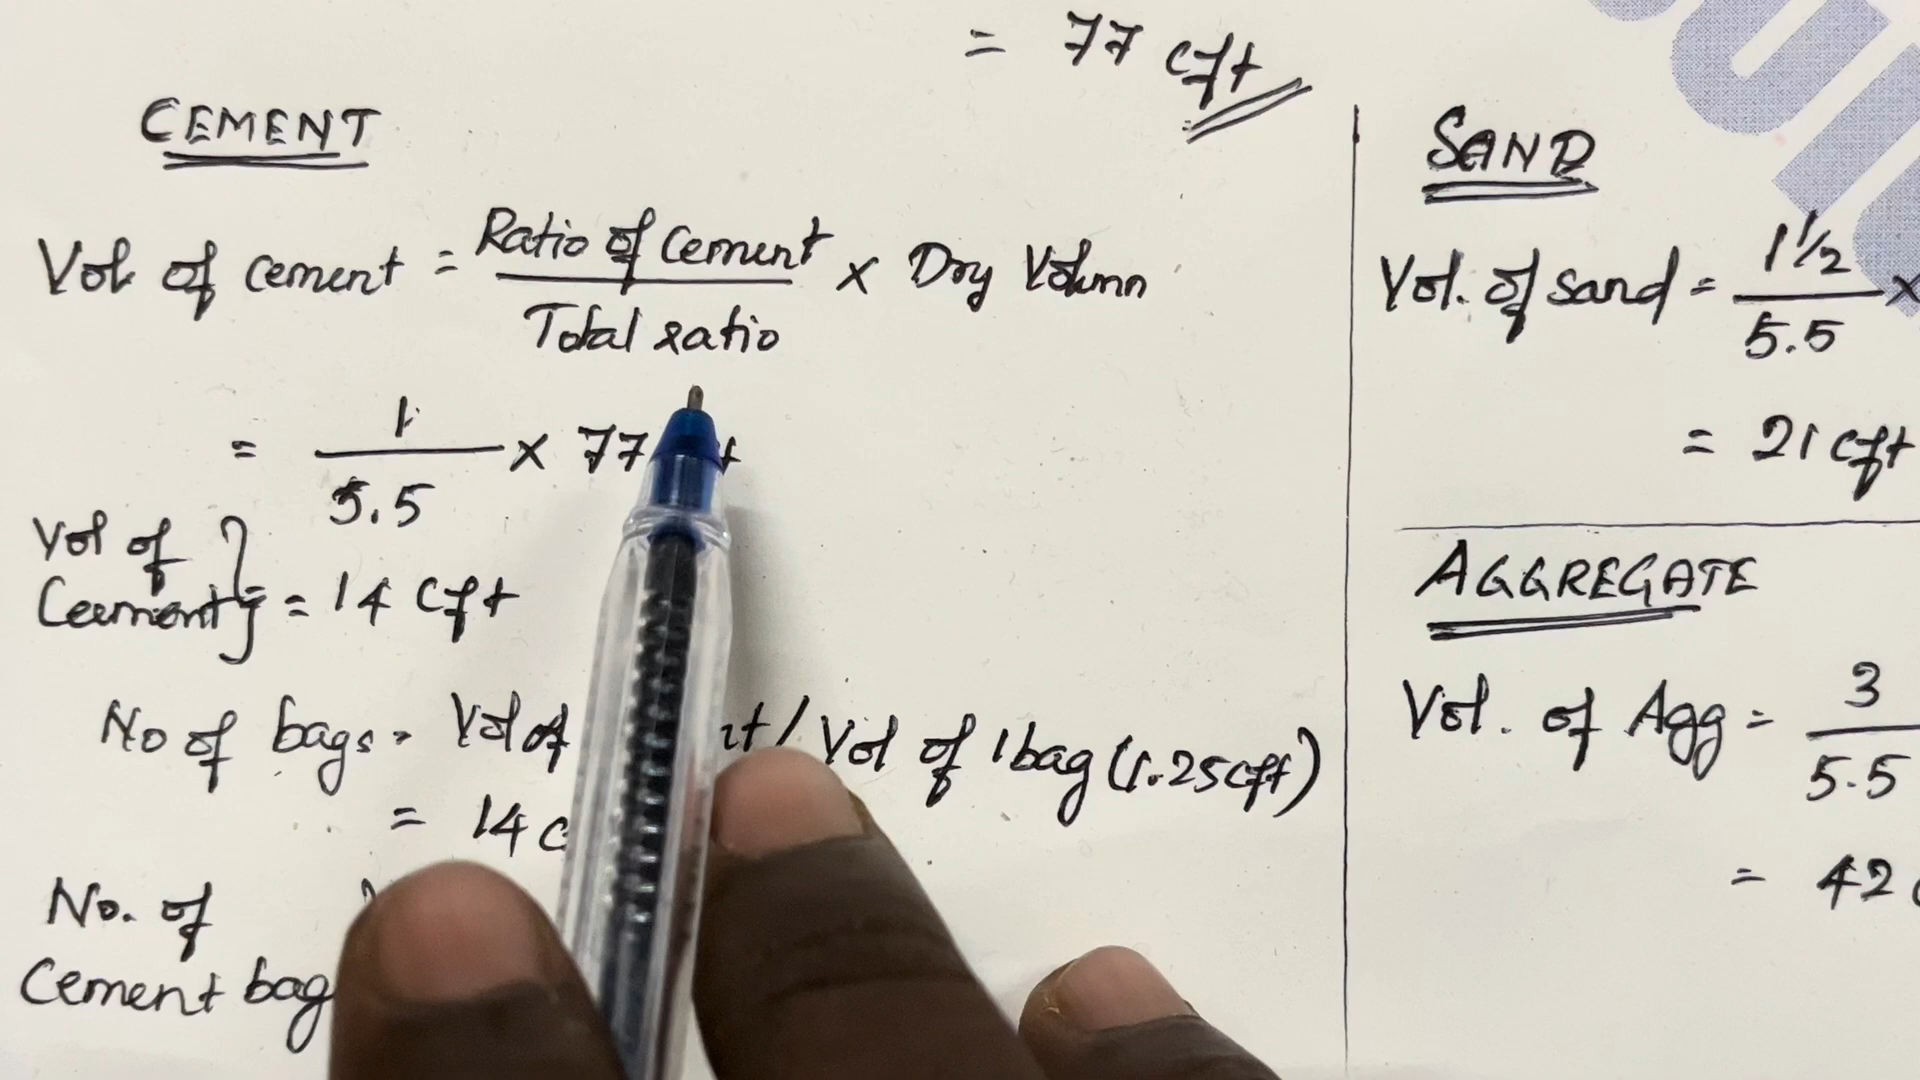 = 77 cft
CEMENT
Vol. of cement = Ratio of Cement / Total ratio x Dry Volumn
= 1 / 5.5 x 77
Vol of
= 14 cft
No of bags = Vol of / Vol of 1 bag (1.25 cft)
= 14 c
No. of
Cement bag
SAND
Vol. of sand = 1 1/2 / 5.5 x
= 21 cft
AGGREGATE
Vol. of Agg = 3 / 5.5
= 42